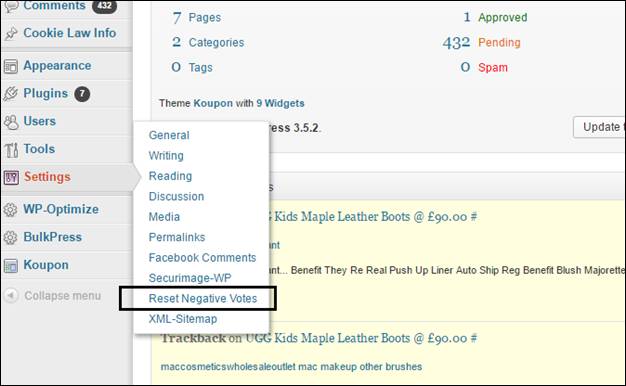 Comments 432
Cookie Law Info
Appearance
Plugins 7
Users
Tools
Settings
WP-Optimize
BulkPress
Koupon
Collapse menu
General
Writing
Reading
Discussion
Media
Permalinks
Facebook Comments
Securimage-WP
Reset Negative Votes
XML-Sitemap
7 Pages 1 Approved
2 Categories 432 Pending
0 Tags 0 Spam
Theme Koupon with 9 Widgets
ress 3.5.2.
Update
GG Kids Maple Leather Boots @ £90.00 #
ant... Benefit They Re Real Push Up Liner Auto Ship Reg Benefit Blush Majorette
Trackback on UGG Kids Maple Leather Boots @ £90.00 #
maccosmeticswholesaleoutlet mac makeup other brushes